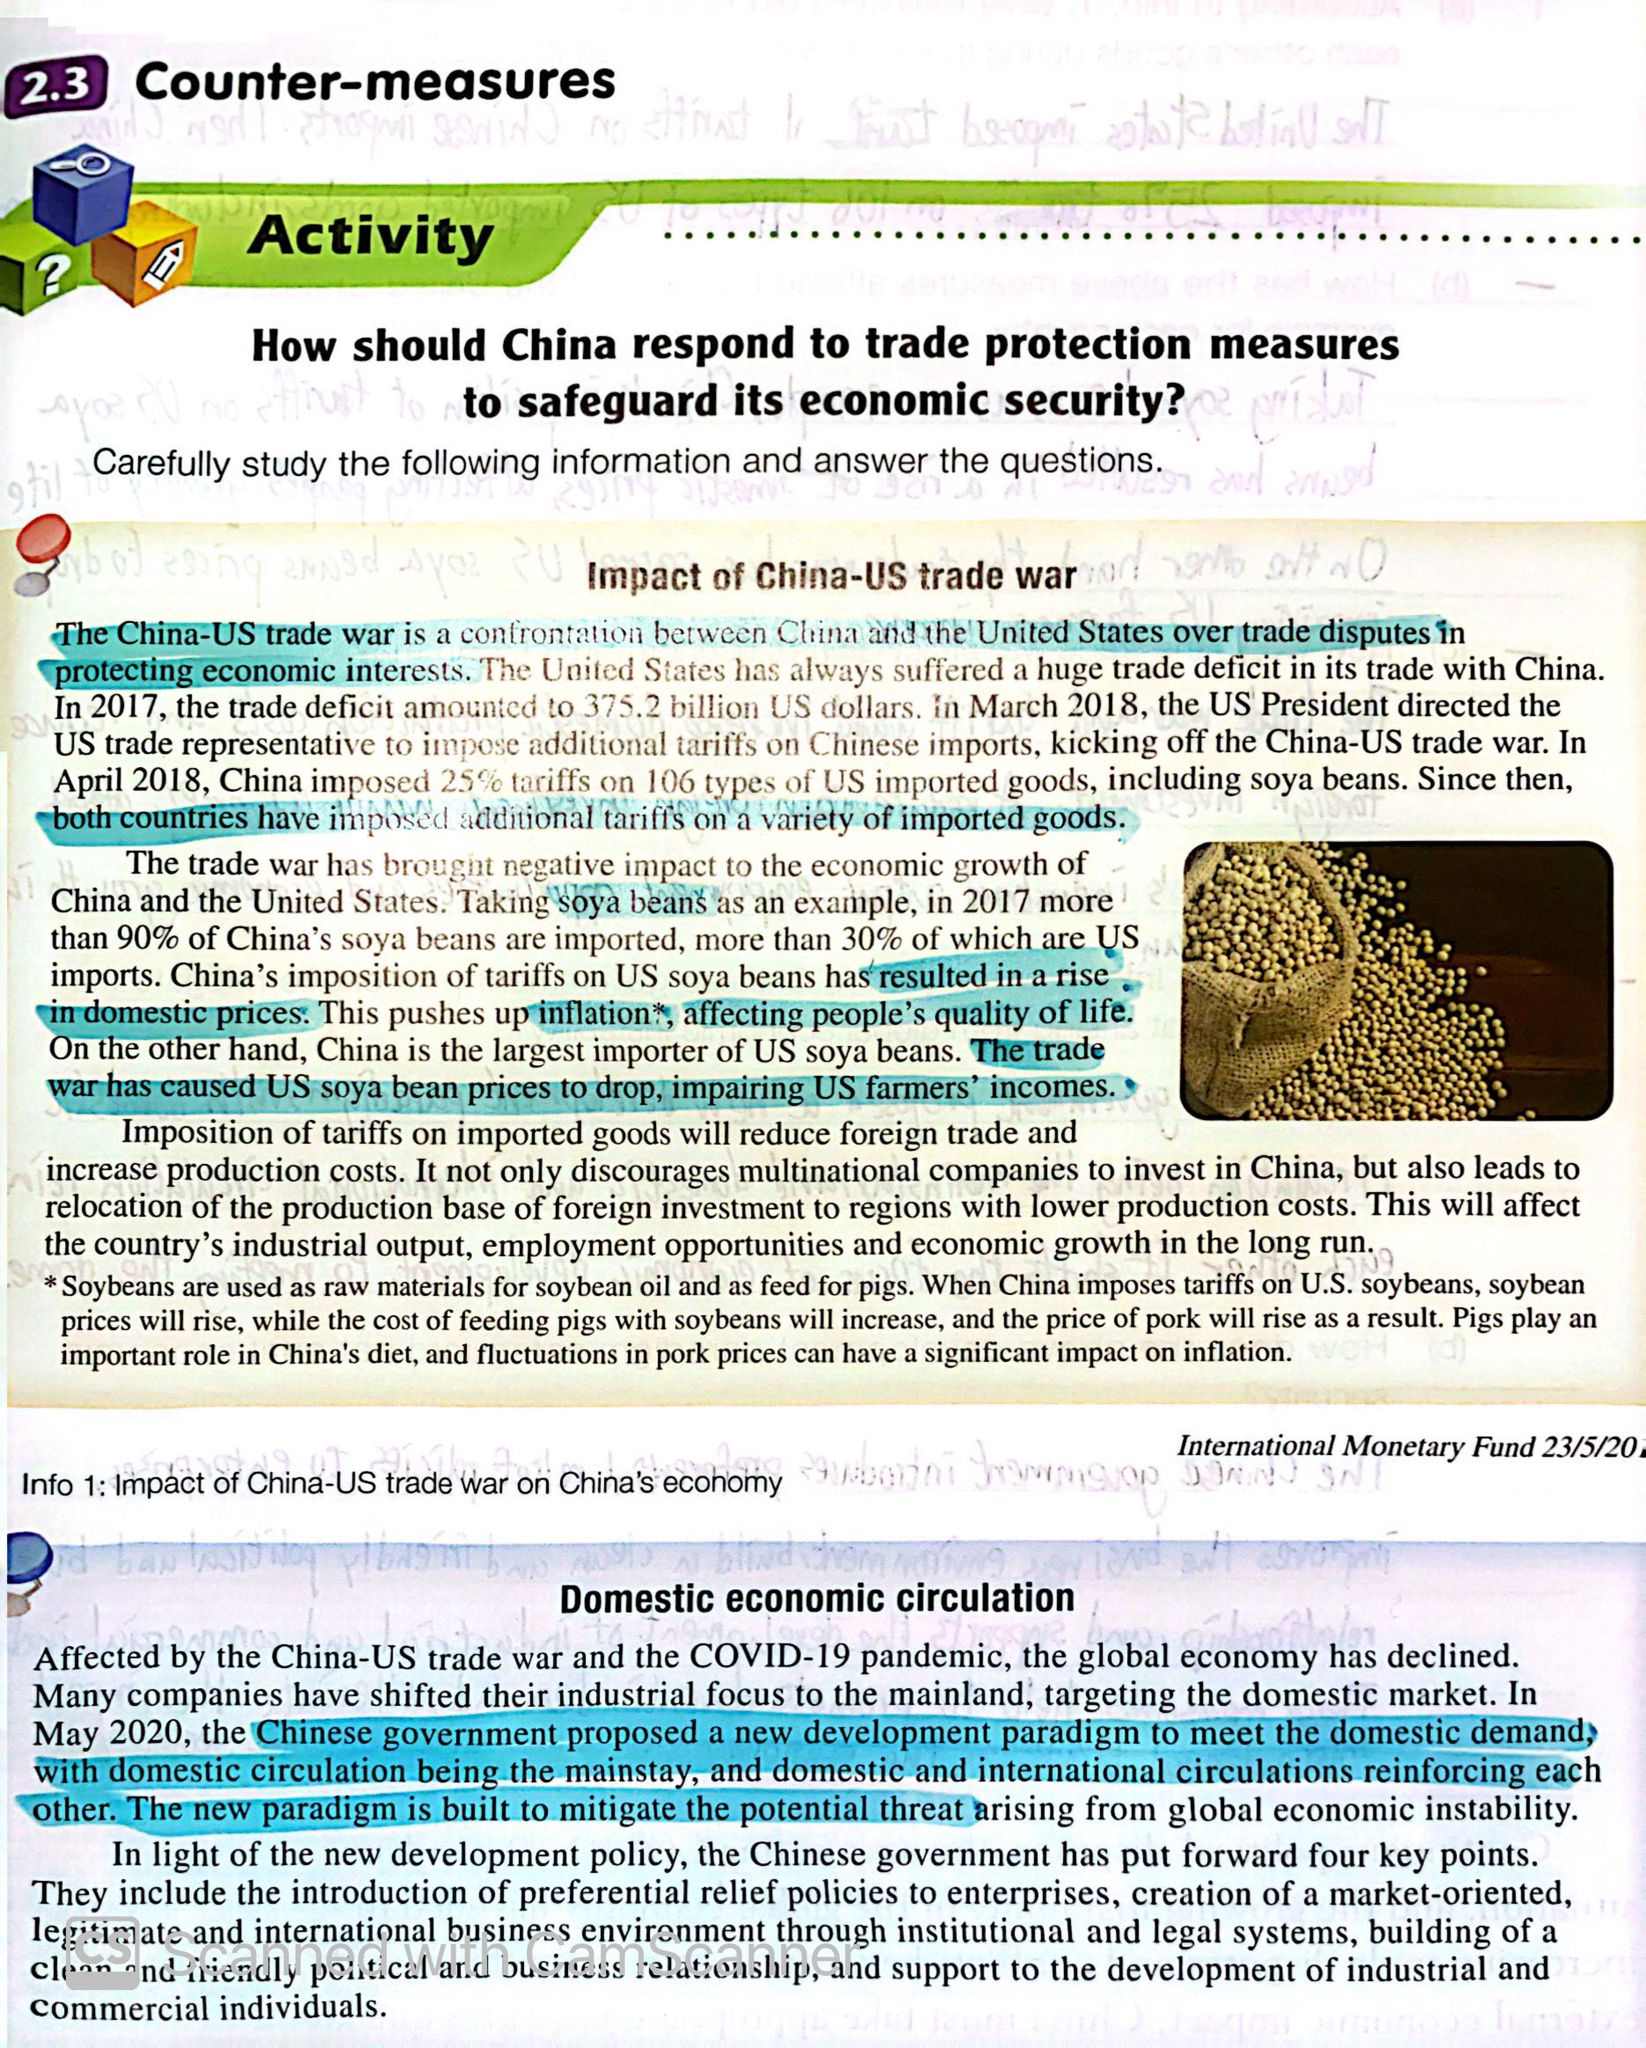 2.3 Counter-measures
Activity
?
How should China respond to trade protection measures
to safeguard its economic security?
Carefully study the following information and answer the questions.
Impact of China-US trade war
The China-US trade war is a confrontation between China and the United States over trade disputes in
protecting economic interests. The United States has always suffered a huge trade deficit in its trade with China.
In 2017, the trade deficit amounted to 375.2 billion US dollars. In March 2018, the US President directed the
US trade representative to impose additional tariffs on Chinese imports, kicking off the China-US trade war. In
April 2018, China imposed 25% tariffs on 106 types of US imported goods, including soya beans. Since then,
both countries have imposed additional tariffs on a variety of imported goods.
The trade war has brought negative impact to the economic growth of
China and the United States. Taking soya beans as an example, in 2017 more
than 90% of China's soya beans are imported, more than 30% of which are US
imports. China's imposition of tariffs on US soya beans has resulted in a rise
in domestic prices. This pushes up inflation*, affecting people's quality of life.
On the other hand, China is the largest importer of US soya beans. The trade
war has caused US soya bean prices to drop, impairing US farmers' incomes.
Imposition of tariffs on imported goods will reduce foreign trade and
increase production costs. It not only discourages multinational companies to invest in China, but also leads to
relocation of the production base of foreign investment to regions with lower production costs. This will affect
the country's industrial output, employment opportunities and economic growth in the long run.
* Soybeans are used as raw materials for soybean oil and as feed for pigs. When China imposes tariffs on U.S. soybeans, soybean
prices will rise, while the cost of feeding pigs with soybeans will increase, and the price of pork will rise as a result. Pigs play an
important role in China's diet, and fluctuations in pork prices can have a significant impact on inflation.
International Monetary Fund 23/5/20
Info 1: Impact of China-US trade war on China's economy
Domestic economic circulation
Affected by the China-US trade war and the COVID-19 pandemic, the global economy has declined.
Many companies have shifted their industrial focus to the mainland, targeting the domestic market. In
May 2020, the Chinese government proposed a new development paradigm to meet the domestic demand,
with domestic circulation being the mainstay, and domestic and international circulations reinforcing each
other. The new paradigm is built to mitigate the potential threat arising from global economic instability.
In light of the new development policy, the Chinese government has put forward four key points.
They include the introduction of preferential relief policies to enterprises, creation of a market-oriented,
legitimate and international business environment through institutional and legal systems, building of a
clean and friendly political and business relationship, and support to the development of industrial and
commercial individuals.
CS Scanned with CamScanner